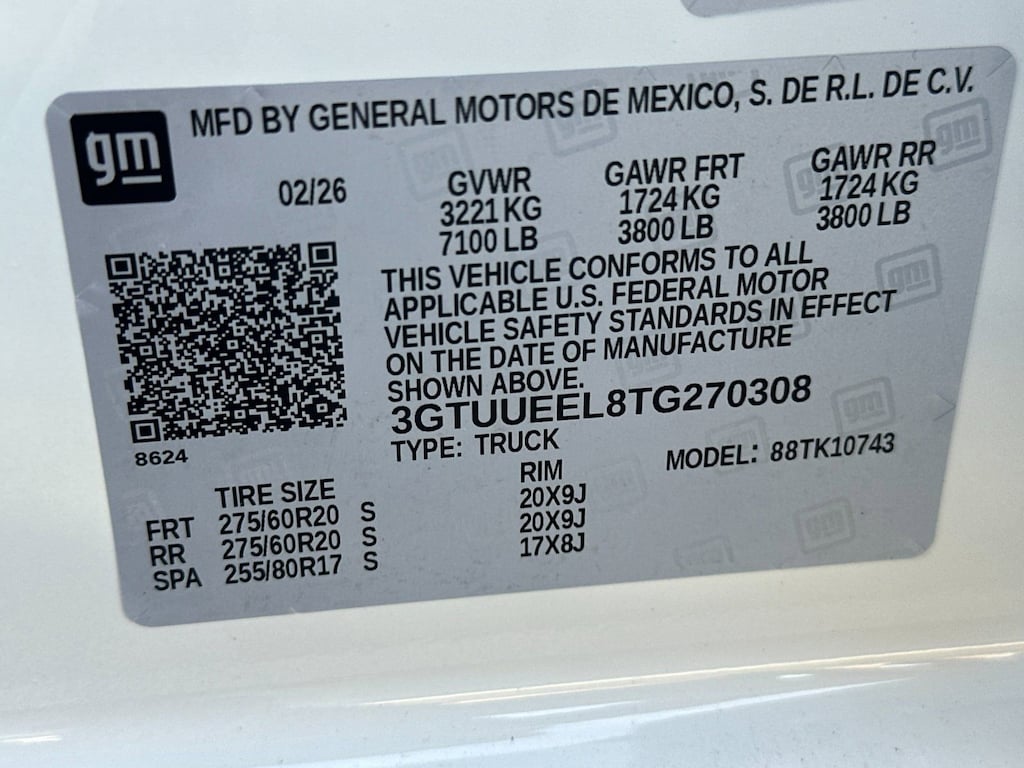 gm MFD BY GENERAL MOTORS DE MEXICO, S. DE R.L. DE C.V.
02/26 GVWR GAWR FRT GAWR RR
3221 KG 1724 KG 1724 KG
7100 LB 3800 LB 3800 LB
THIS VEHICLE CONFORMS TO ALL
APPLICABLE U.S. FEDERAL MOTOR
VEHICLE SAFETY STANDARDS IN EFFECT
ON THE DATE OF MANUFACTURE
SHOWN ABOVE.
3GTUUEEL8TG270308
8624
TYPE: TRUCK MODEL: 88TK10743
TIRE SIZE RIM
FRT 275/60R20 S 20X9J
RR 275/60R20 S 20X9J
SPA 255/80R17 S 17X8J